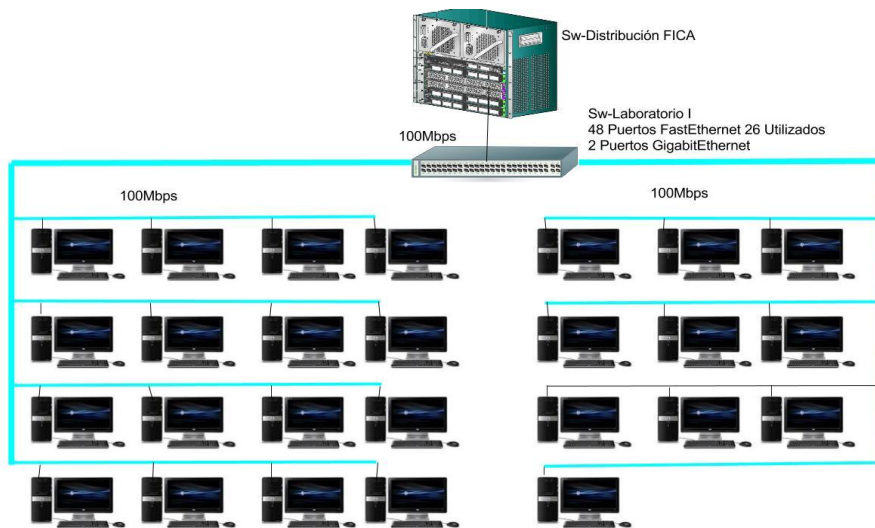 Sw-Distribución FICA
Sw-Laboratorio I
48 Puertos FastEthernet 26 Utilizados
2 Puertos GigabitEthernet
100Mbps
100Mbps
100Mbps